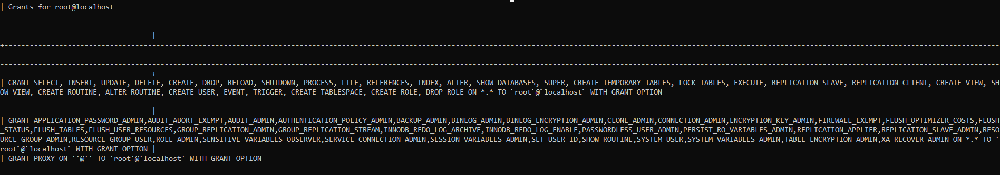 | Grants for root@localhost
|
+--------------------------------------------------------------------------------------------------------------------------------------------------------------------------------------------------------------------------------------------
---------------------------------------------------------------------------------------------------------------------------------------------------------------------------------------------------------------------------------------------
---------------------------------------------------------------------------------------------------------------------------------------------------------------------------------------------------------------------------------------------
------------------------------------+
| GRANT SELECT, INSERT, UPDATE, DELETE, CREATE, DROP, RELOAD, SHUTDOWN, PROCESS, FILE, REFERENCES, INDEX, ALTER, SHOW DATABASES, SUPER, CREATE TEMPORARY TABLES, LOCK TABLES, EXECUTE, REPLICATION SLAVE, REPLICATION CLIENT, CREATE VIEW, SH
OW VIEW, CREATE ROUTINE, ALTER ROUTINE, CREATE USER, EVENT, TRIGGER, CREATE TABLESPACE, CREATE ROLE, DROP ROLE ON *.* TO `root`@`localhost` WITH GRANT OPTION
|
| GRANT APPLICATION_PASSWORD_ADMIN,AUDIT_ABORT_EXEMPT,AUDIT_ADMIN,AUTHENTICATION_POLICY_ADMIN,BACKUP_ADMIN,BINLOG_ADMIN,BINLOG_ENCRYPTION_ADMIN,CLONE_ADMIN,CONNECTION_ADMIN,ENCRYPTION_KEY_ADMIN,FIREWALL_EXEMPT,FLUSH_OPTIMIZER_COSTS,FLUSH
_STATUS,FLUSH_TABLES,FLUSH_USER_RESOURCES,GROUP_REPLICATION_ADMIN,GROUP_REPLICATION_STREAM,INNODB_REDO_LOG_ARCHIVE,INNODB_REDO_LOG_ENABLE,PASSWORDLESS_USER_ADMIN,PERSIST_RO_VARIABLES_ADMIN,REPLICATION_APPLIER,REPLICATION_SLAVE_ADMIN,RESO
URCE_GROUP_ADMIN,RESOURCE_GROUP_USER,ROLE_ADMIN,SENSITIVE_VARIABLES_OBSERVER,SERVICE_CONNECTION_ADMIN,SESSION_VARIABLES_ADMIN,SET_USER_ID,SHOW_ROUTINE,SYSTEM_USER,SYSTEM_VARIABLES_ADMIN,TABLE_ENCRYPTION_ADMIN,XA_RECOVER_ADMIN ON *.* TO `
root`@`localhost` WITH GRANT OPTION |
| GRANT PROXY ON ``@`` TO `root`@`localhost` WITH GRANT OPTION